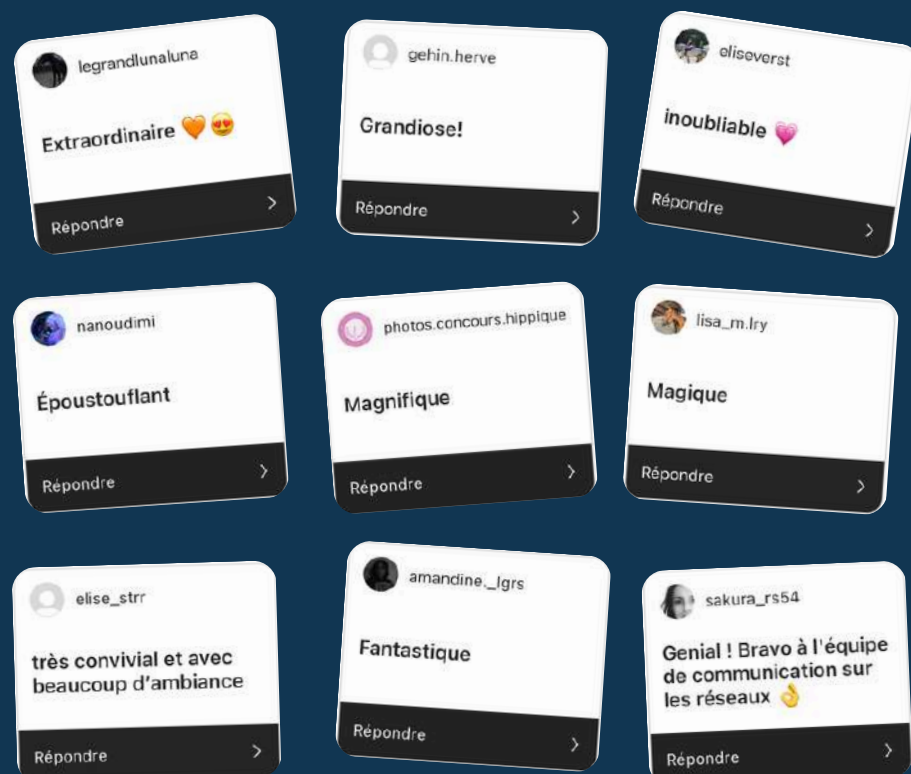 legrandlunaluna
Extraordinaire 🧡😍
Répondre
gehin.herve
Grandiose!
Répondre
eliseverst
inoubliable 💗
Répondre
nanoudimi
Époustouflant
Répondre
photos.concours.hippique
Magnifique
Répondre
lisa_m.lry
Magique
Répondre
elise_strr
très convivial et avec
beaucoup d'ambiance
Répondre
amandine._lgrs
Fantastique
Répondre
sakura_rs54
Genial ! Bravo à l'équipe
de communication sur
les réseaux 👌
Répondre